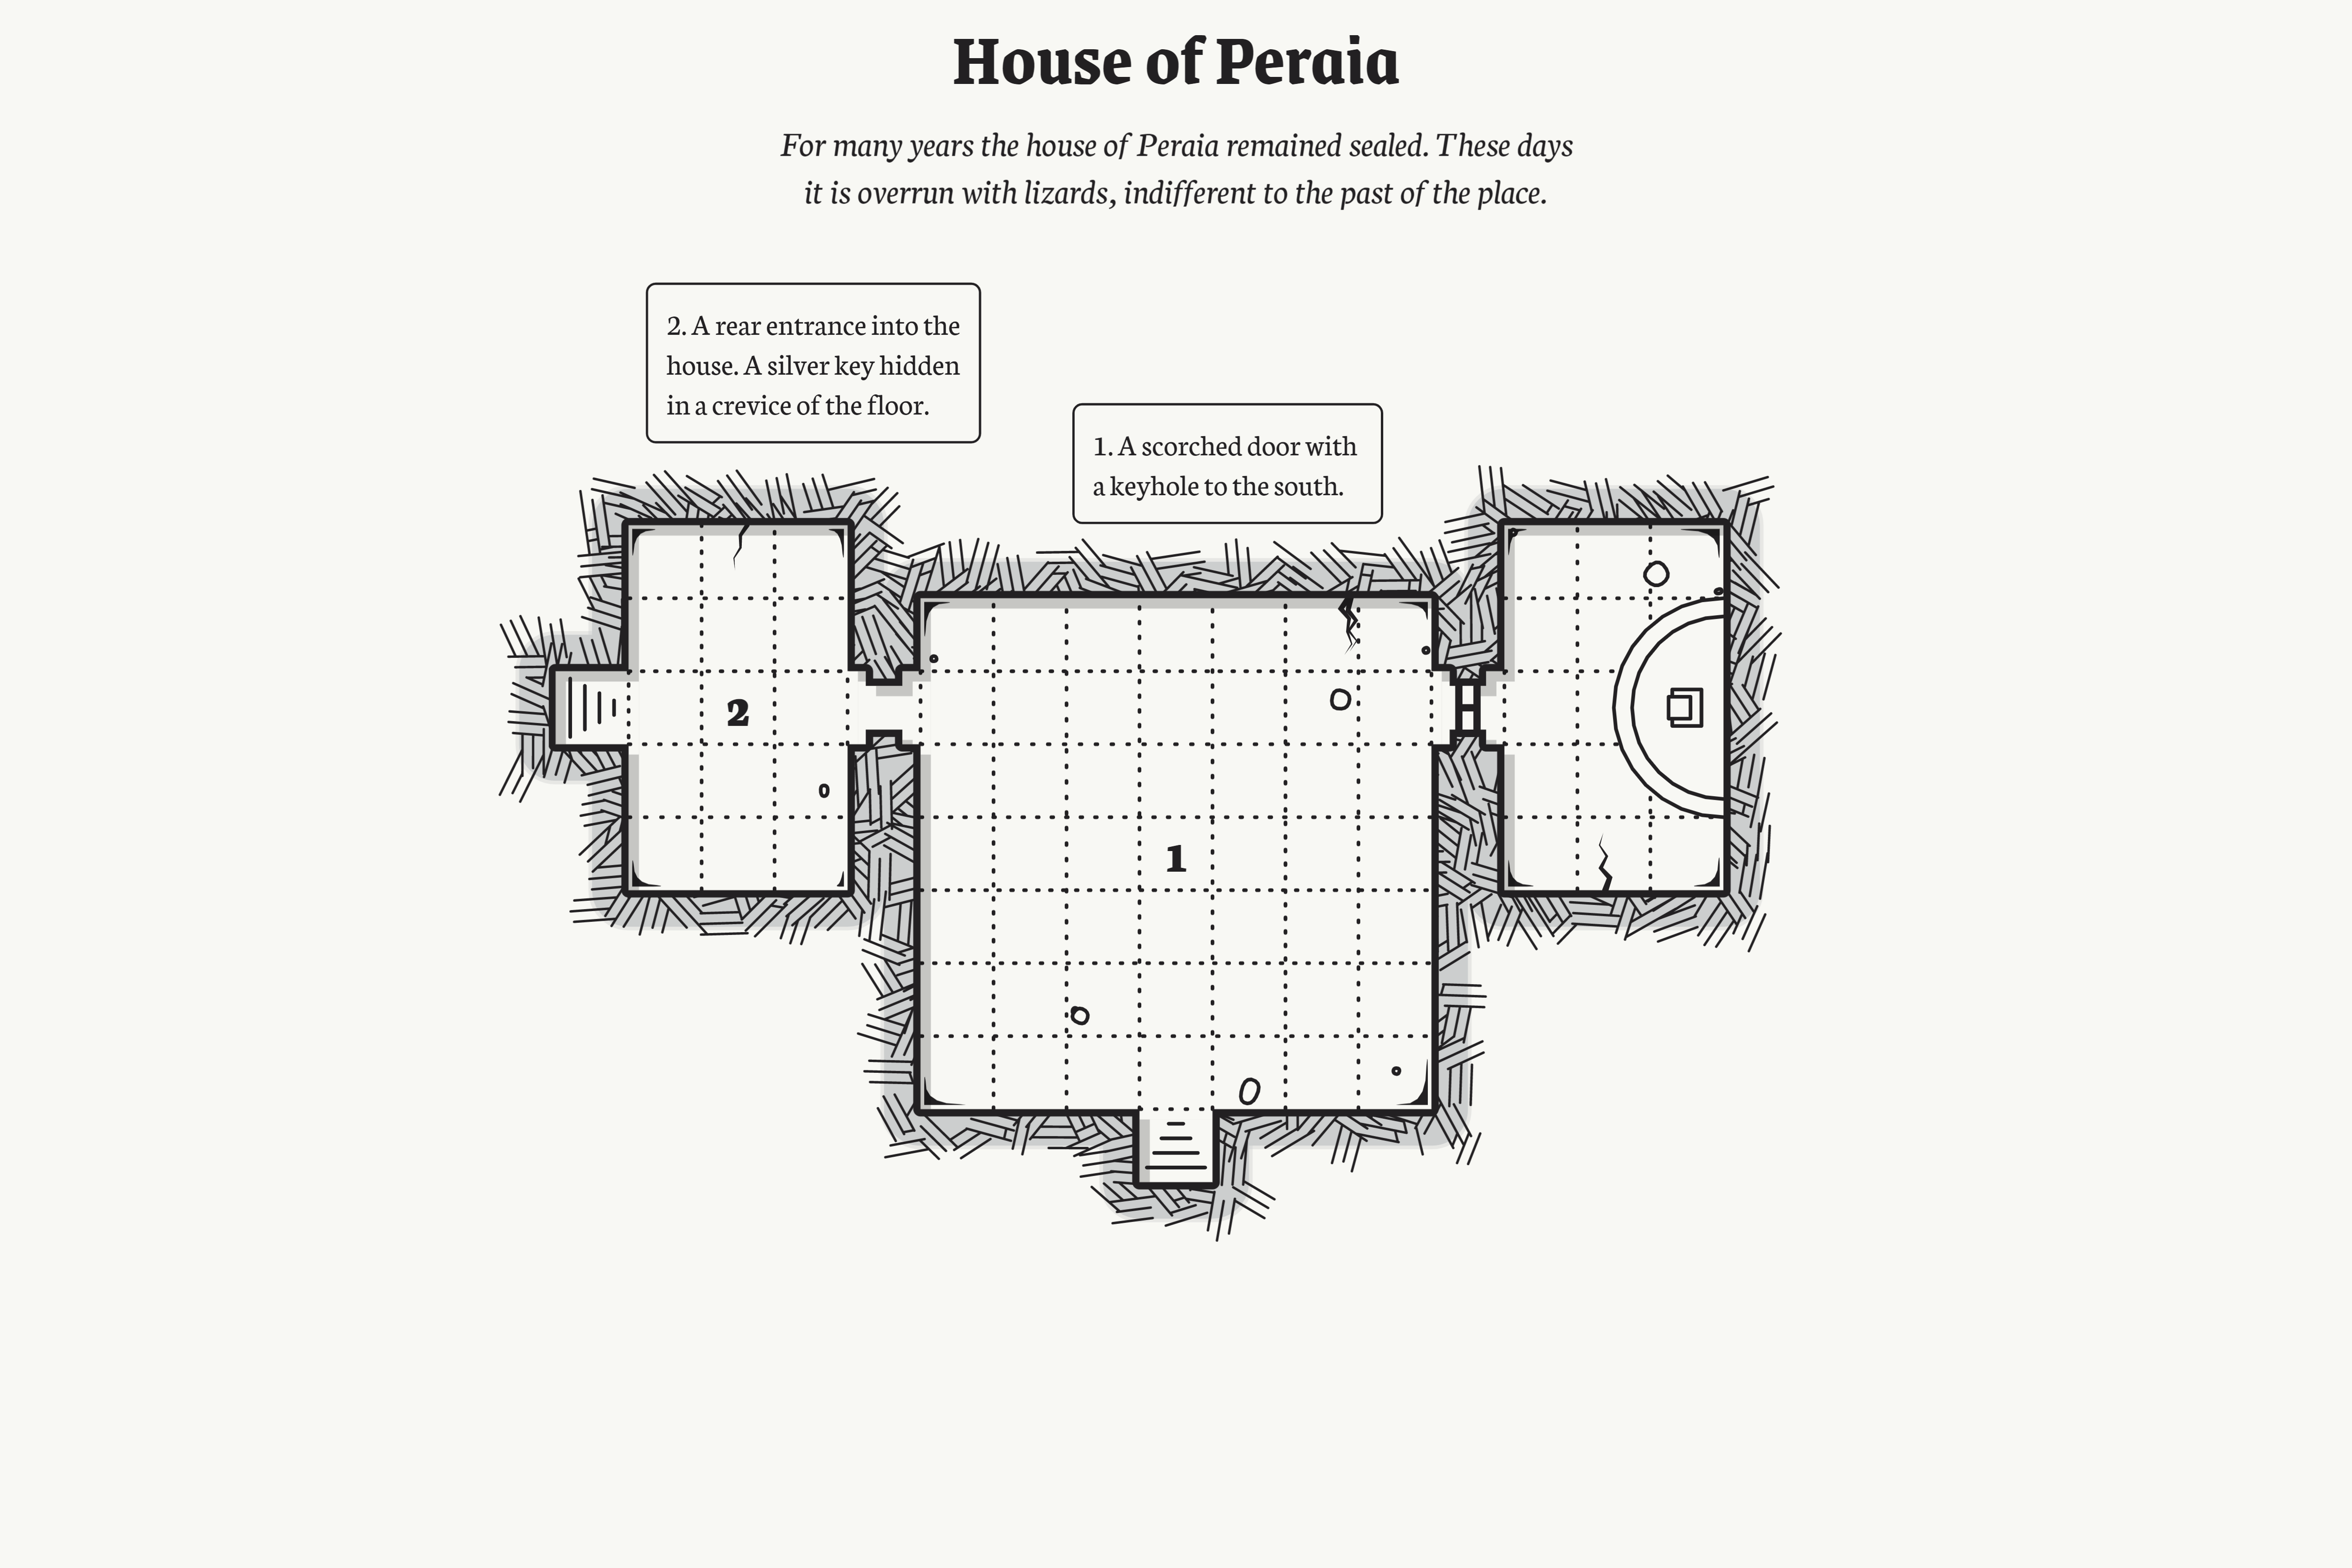 House of Peraia
For many years the house of Peraia remained sealed. These days
it is overrun with lizards, indifferent to the past of the place.
2. A rear entrance into the
house. A silver key hidden
in a crevice of the floor.
1. A scorched door with
a keyhole to the south.
2
1